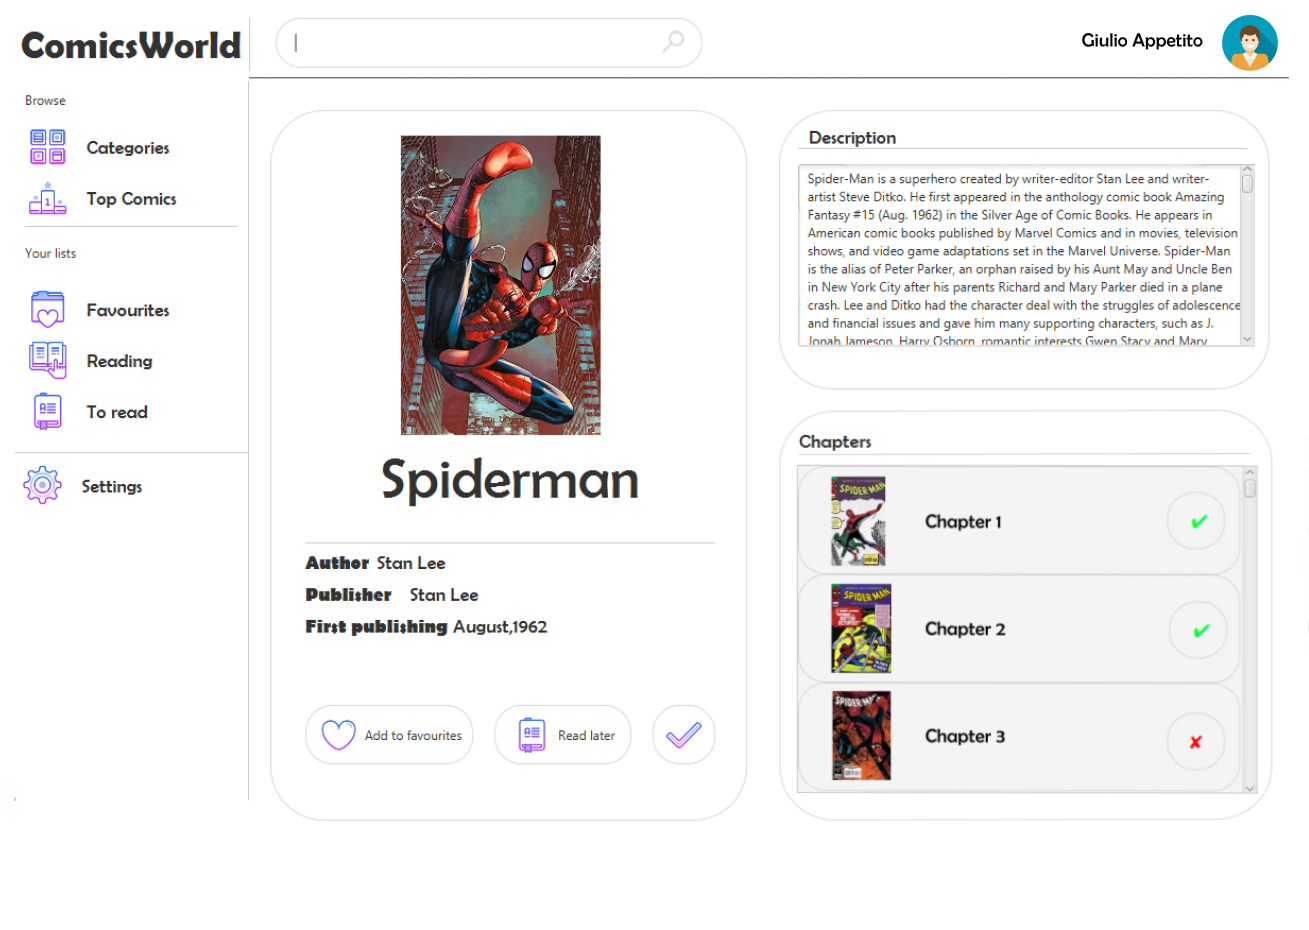 ComicsWorld
Giulio Appetito
Browse
Categories
Top Comics
Your lists
Favourites
Reading
To read
Settings
Spiderman
Author Stan Lee
Publisher Stan Lee
First publishing August,1962
Add to favourites
Read later
Description
Spider-Man is a superhero created by writer-editor Stan Lee and writer-
artist Steve Ditko. He first appeared in the anthology comic book Amazing
Fantasy #15 (Aug. 1962) in the Silver Age of Comic Books. He appears in
American comic books published by Marvel Comics and in movies, television
shows, and video game adaptations set in the Marvel Universe. Spider-Man
is the alias of Peter Parker, an orphan raised by his Aunt May and Uncle Ben
in New York City after his parents Richard and Mary Parker died in a plane
crash. Lee and Ditko had the character deal with the struggles of adolescence
and financial issues and gave him many supporting characters, such as J.
Jonah Jameson, Harry Osborn, romantic interests Gwen Stacy and Mary
Chapters
SPIDER-MAN
Chapter 1
SPIDER-MAN
Chapter 2
SPIDER-MAN
Chapter 3